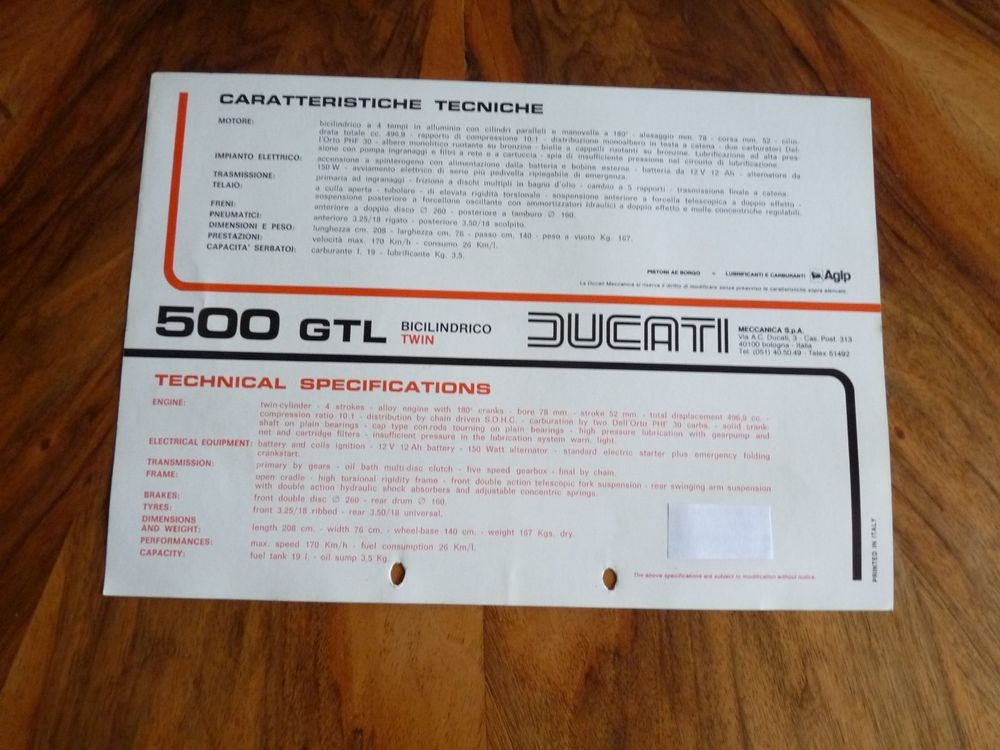 CARATTERISTICHE TECNICHE
MOTORE: bicilindrico a 4 tempi in alluminio con cilindri paralleli e manovelle a 180° - alesaggio mm. 78 - corsa mm. 52 - cilin-
drata totale cc. 496,9 - rapporto di compressione 10:1 - distribuzione monoalbero in testa a catena - due carburatori Del-
l'Orto PHF 30 - albero monolitico ruotante su bronzine - bielle a cappelli ruotanti su bronzine. Lubrificazione ad alta pres-
sione con pompa ingranaggi e filtri a rete e a cartuccia - spia di insufficiente pressione nel circuito di lubrificazione.
IMPIANTO ELETTRICO: accensione a spinterogeno con alimentazione dalla batteria e bobine esterne - batteria da 12 V 12 Ah - alternatore da
150 W - avviamento elettrico di serie più pedivella ripiegabile di emergenza.
TRASMISSIONE: primaria ad ingranaggi - frizione a dischi multipli in bagno d'olio - cambio a 5 rapporti - trasmissione finale a catena.
TELAIO: a culla aperta - tubolare - di elevata rigidità torsionale - sospensione anteriore a forcella telescopica a doppio effetto -
sospensione posteriore a forcellone oscillante con ammortizzatori idraulici a doppio effetto e molle concentriche regolabili.
FRENI: anteriore a doppio disco ∅ 260 - posteriore a tamburo ∅ 160.
PNEUMATICI: anteriore 3.25/18 rigato - posteriore 3.50/18 scolpito.
DIMENSIONI E PESO: lunghezza cm. 208 - larghezza cm. 76 - passo cm. 140 - peso a vuoto Kg. 167.
PRESTAZIONI: velocità max. 170 Km/h - consumo 26 Km/l.
CAPACITA' SERBATOI: carburante l. 19 - lubrificante Kg. 3,5.
PISTONI AE BORGO - LUBRIFICANTI E CARBURANTI Agip
La Ducati Meccanica si riserva il diritto di modificare senza preavviso le caratteristiche sopra elencate.
500 GTL BICILINDRICO
TWIN
DUCATI MECCANICA S.p.A.
Via A.C. Ducati, 3 - Cas. Post. 313
40100 bologna - Italia
Tel. (051) 40.50.49 - Telex 51492
TECHNICAL SPECIFICATIONS
ENGINE: twin-cylinder - 4 strokes - alloy engine with 180° cranks - bore 78 mm. - stroke 52 mm. - total displacement 496,9 cc. -
compression ratio 10:1 - distribution by chain driven S.O.H.C. - carburation by two Dell'Orto PHF 30 carbs. - solid crank
shaft on plain bearings - cap type con.rods tourning on plain bearings - high pressure lubrication with gearpump and
net and cartridge filters - insufficient pressure in the lubrication system warn. light.
ELECTRICAL EQUIPMENT: battery and coils ignition - 12 V 12 Ah battery - 150 Watt alternator - standard electric starter plus emergency folding
crankstart.
TRANSMISSION: primary by gears - oil bath multi-disc clutch - five speed gearbox - final by chain.
FRAME: open cradle - high torsional rigidity frame - front double action telescopic fork suspension - rear swinging arm suspension
with double action hydraulic shock absorbers and adjustable concentric springs.
BRAKES: front double disc ∅ 260 - rear drum ∅ 160.
TYRES: front 3.25/18 ribbed - rear 3.50/18 universal.
DIMENSIONS
AND WEIGHT: length 208 cm. - width 76 cm. - wheel-base 140 cm. - weight 167 Kgs. dry.
PERFORMANCES: max. speed 170 Km/h - fuel consumption 26 Km/l.
CAPACITY: fuel tank 19 l. - oil sump 3,5 Kg.
The above specifications are subject to modification without notice.
PRINTED IN ITALY